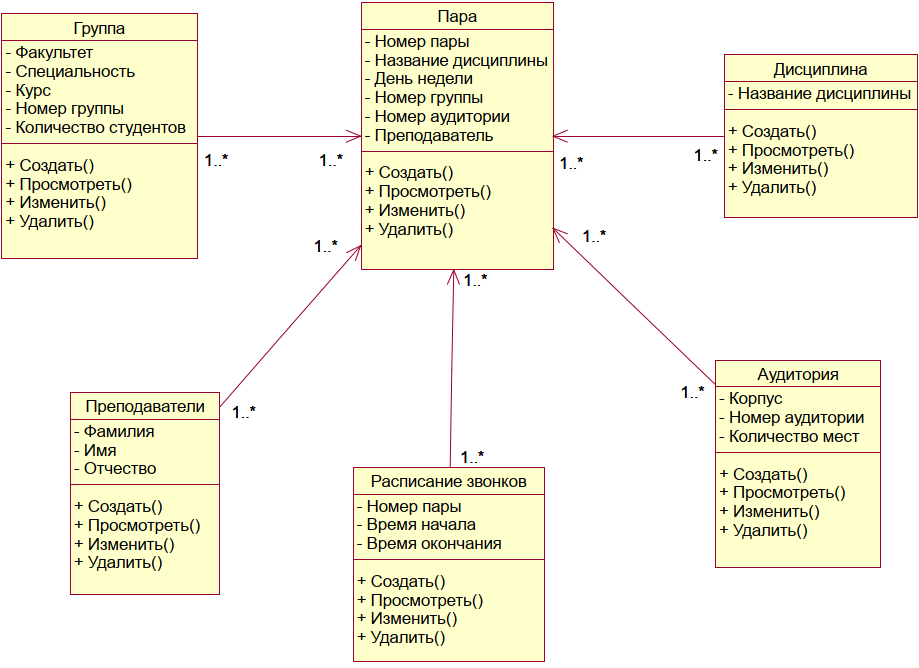 Группа
- Факультет
- Специальность
- Курс
- Номер группы
- Количество студентов
+ Создать()
+ Просмотреть()
+ Изменить()
+ Удалить()
1..*
1..*
Пара
- Номер пары
- Название дисциплины
- День недели
- Номер группы
- Номер аудитории
- Преподаватель
+ Создать()
+ Просмотреть()
+ Изменить()
+ Удалить()
1..*
1..*
Дисциплина
- Название дисциплины
+ Создать()
+ Просмотреть()
+ Изменить()
+ Удалить()
1..*
1..*
1..*
1..*
1..*
1..*
Преподаватели
- Фамилия
- Имя
- Отчество
+ Создать()
+ Просмотреть()
+ Изменить()
+ Удалить()
Расписание звонков
- Номер пары
- Время начала
- Время окончания
+ Создать()
+ Просмотреть()
+ Изменить()
+ Удалить()
Аудитория
- Корпус
- Номер аудитории
- Количество мест
+ Создать()
+ Просмотреть()
+ Изменить()
+ Удалить()